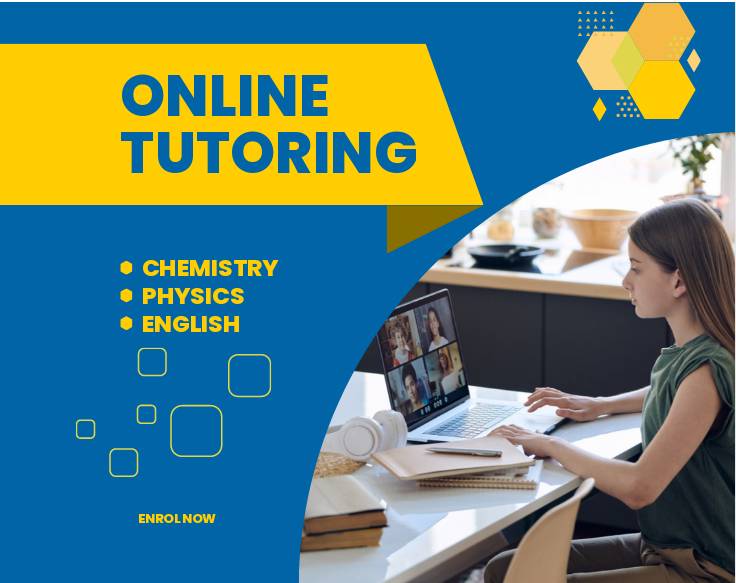 ONLINE
TUTORING
CHEMISTRY
PHYSICS
ENGLISH
ENROL NOW